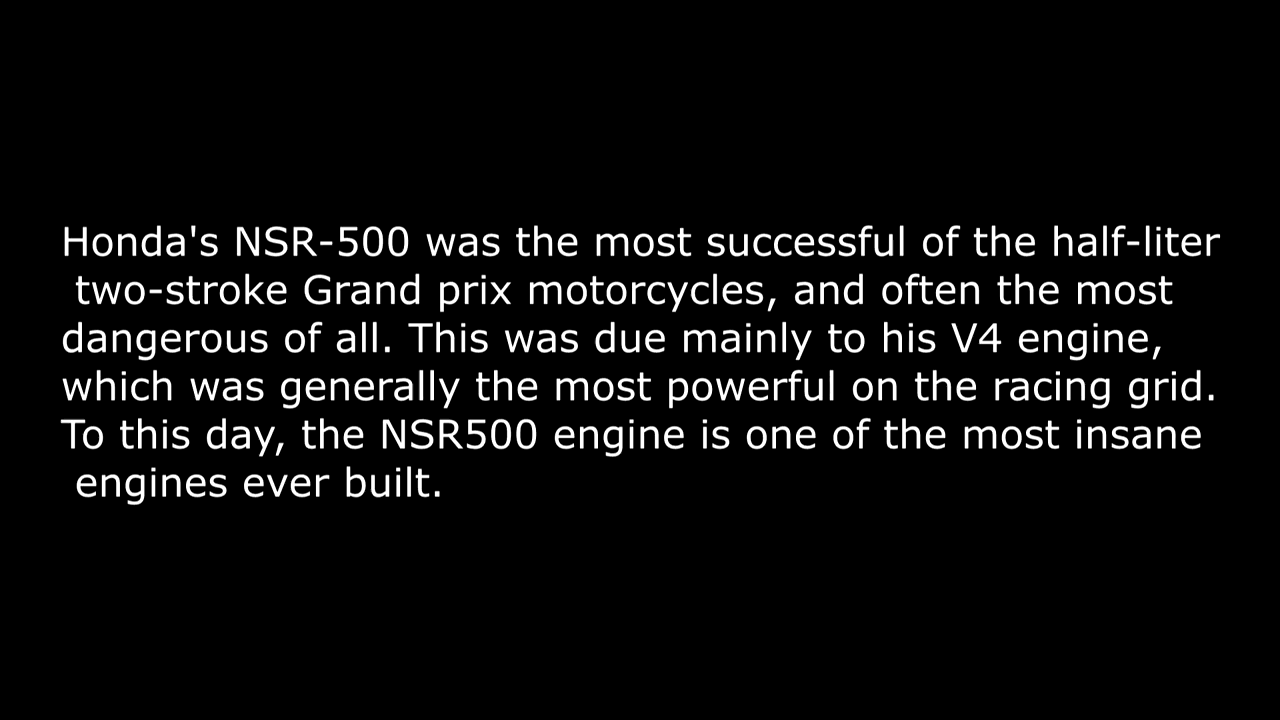 Honda's NSR-500 was the most successful of the half-liter
two-stroke Grand prix motorcycles, and often the most
dangerous of all. This was due mainly to his V4 engine,
which was generally the most powerful on the racing grid.
To this day, the NSR500 engine is one of the most insane
engines ever built.